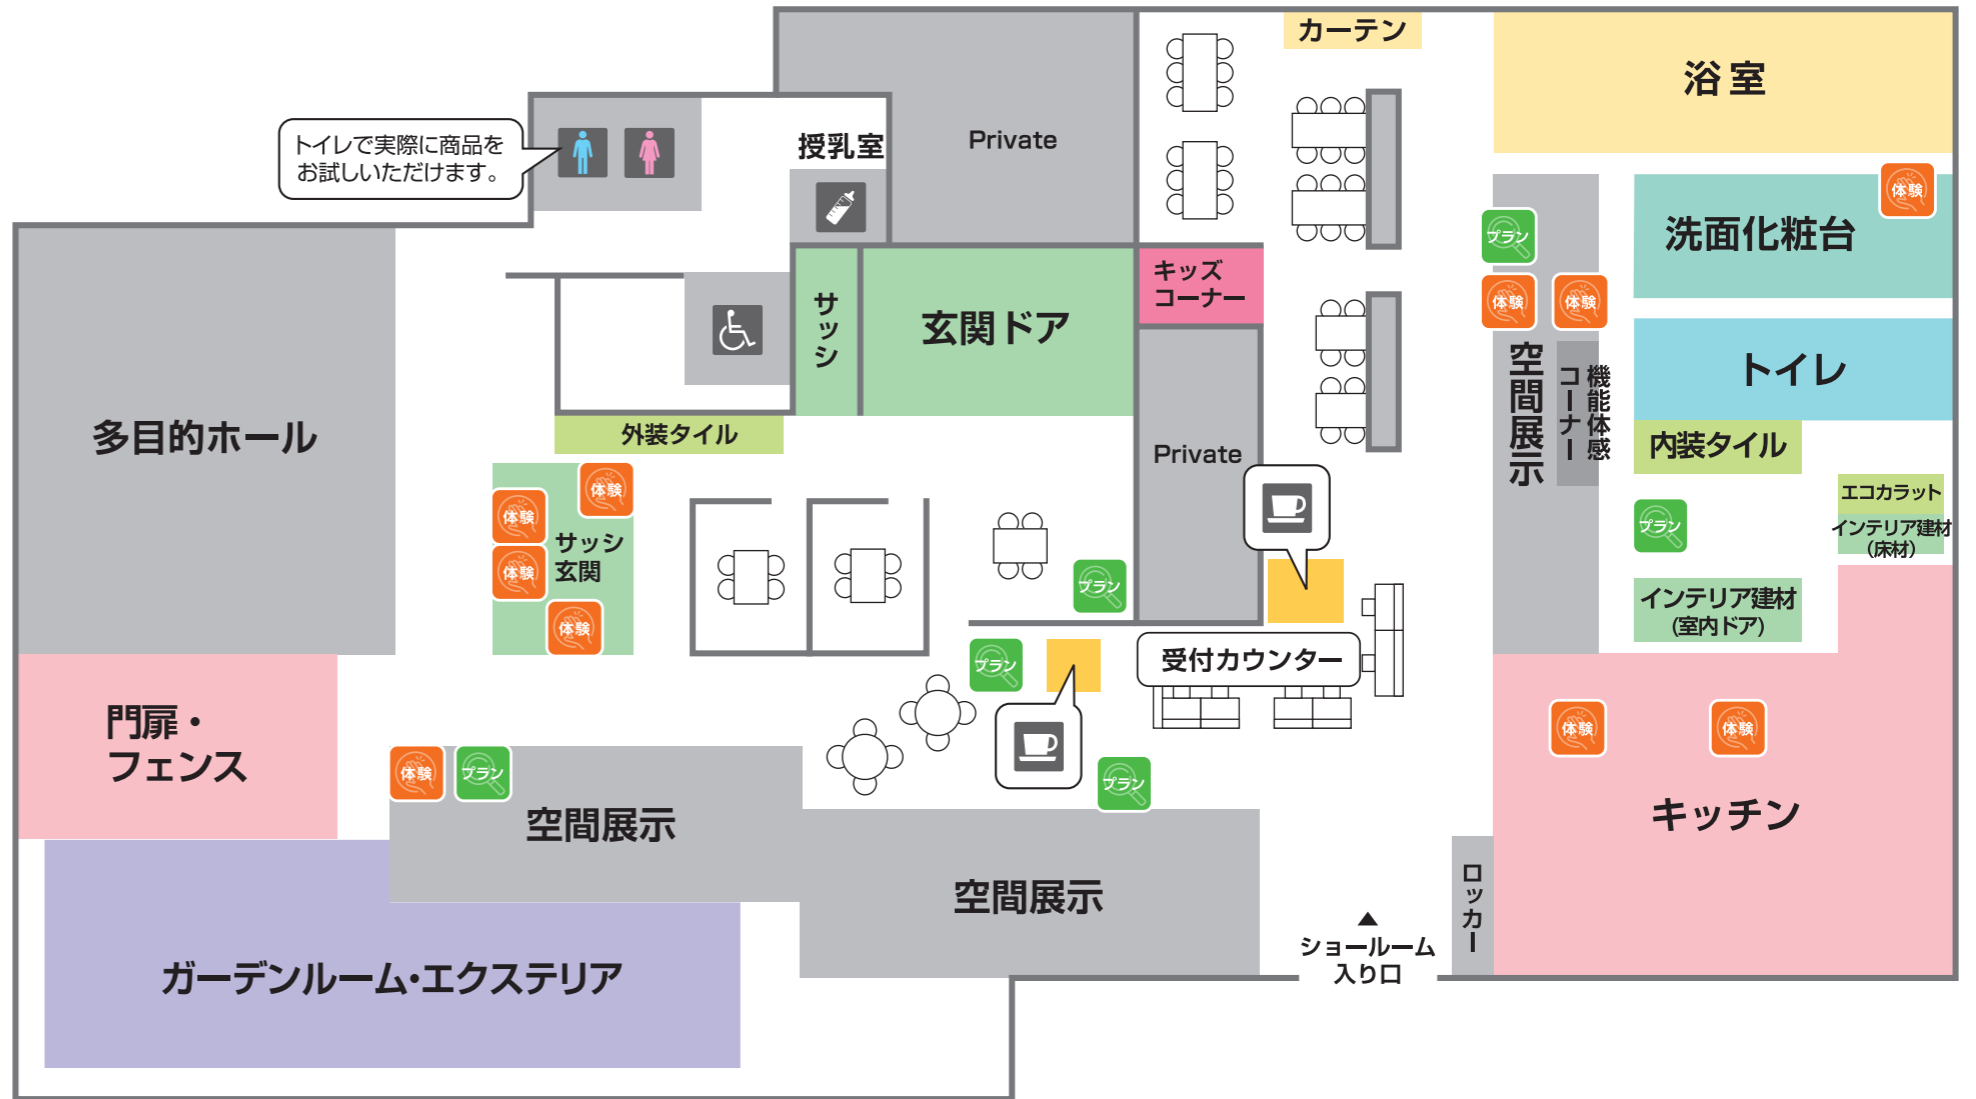 カーテン
浴室
トイレで実際に商品を
お試しいただけます。
授乳室
Private
体験
洗面化粧台
プラン
体験
体験
キッズ
コーナー
サッシ
玄関ドア
空間展示
機能体感
コーナー
トイレ
内装タイル
多目的ホール
外装タイル
Private
エコカラット
インテリア建材
(床材)
プラン
体験
体験
体験
体験
サッシ
玄関
プラン
インテリア建材
(室内ドア)
受付カウンター
プラン
門扉・
フェンス
体験
プラン
プラン
体験
体験
キッチン
空間展示
空間展示
ロッカー
▲
ショールーム
入り口
ガーデンルーム・エクステリア